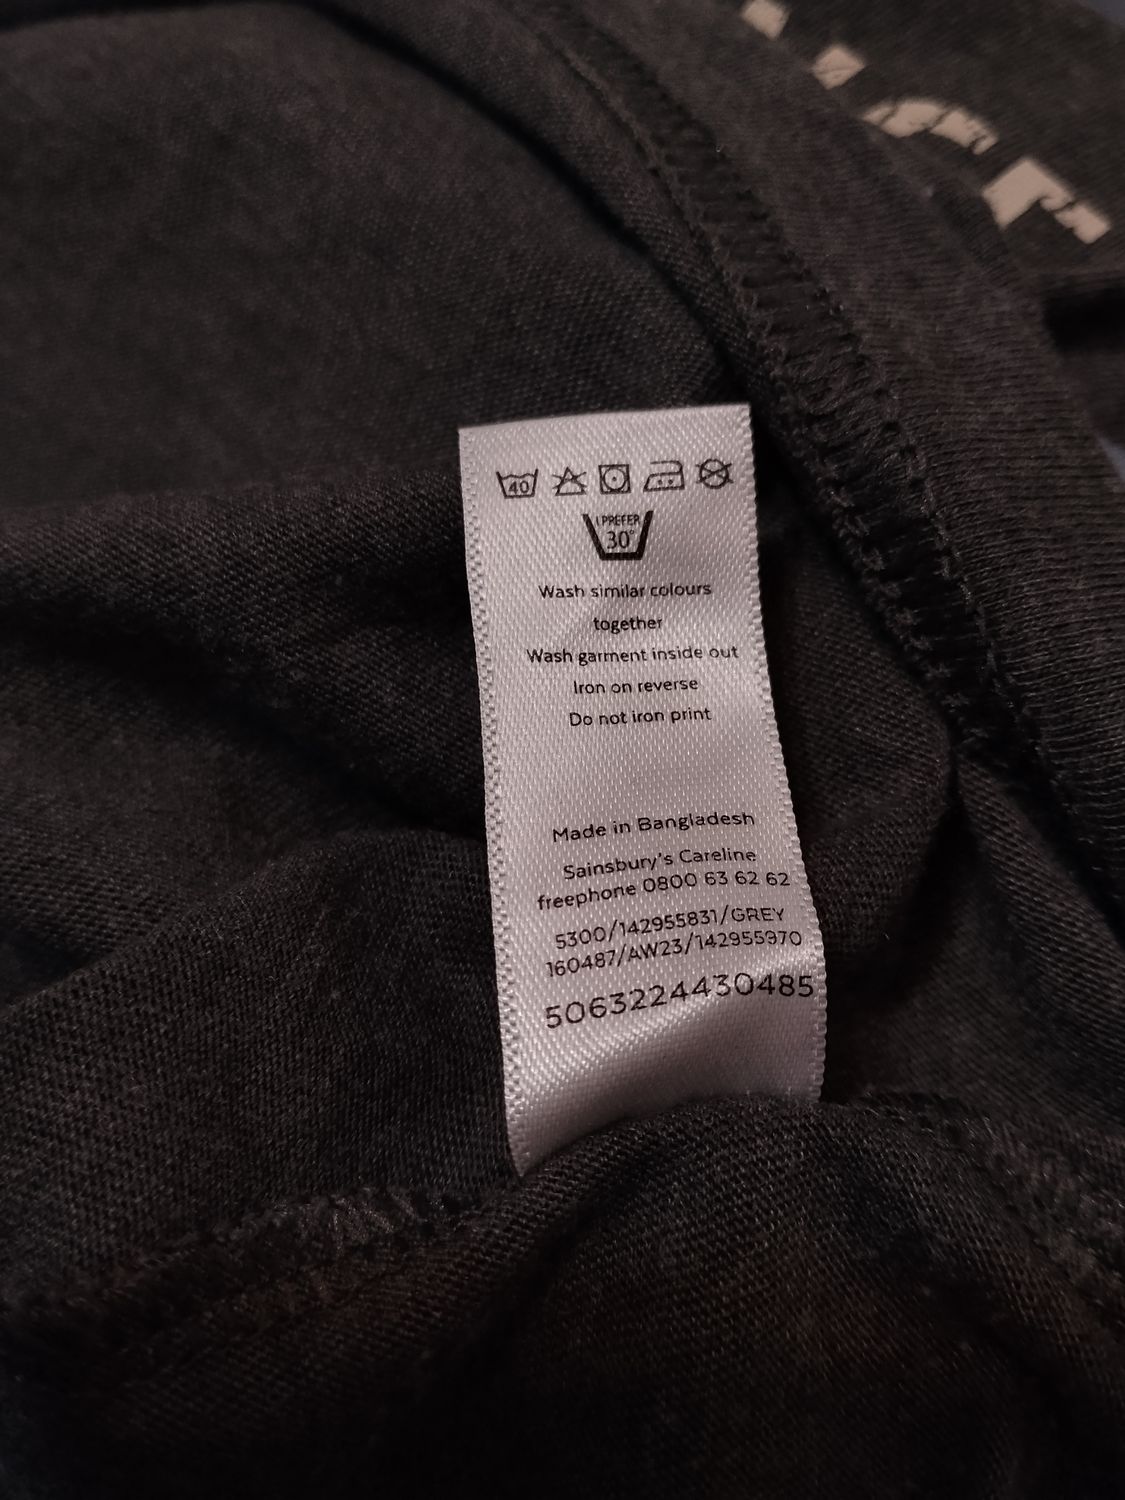 40
I PREFER
30°
Wash similar colours
together
Wash garment inside out
Iron on reverse
Do not iron print
Made in Bangladesh
Sainsbury's Careline
freephone 0800 63 62 62
5300/142955831/GREY
160487/AW23/142955970
5063224430485